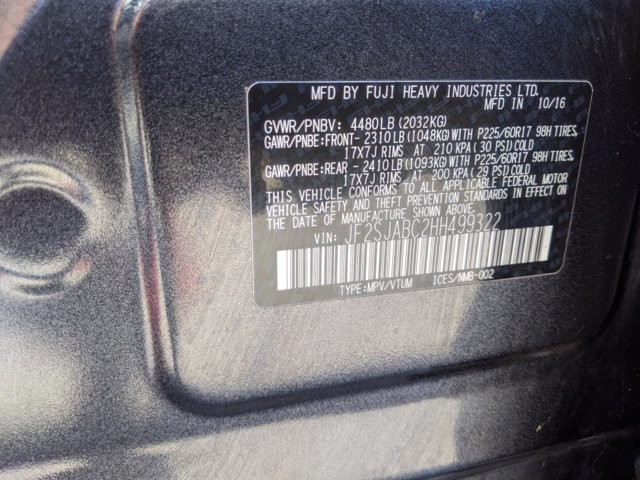 MFD BY FUJI HEAVY INDUSTRIES LTD.
MFD IN 10/16
GVWR/PNBV: 4480LB (2032KG)
GAWR/PNBE:FRONT-2310LB(1048KG)WITH P225/60R17 98H TIRES,
17X7J RIMS AT 210 KPA (30 PSI)COLD
GAWR/PNBE:REAR -2410LB(1093KG)WITH P225/60R17 98H TIRES,
17X7J RIMS AT 200 KPA (29 PSI)COLD
THIS VEHICLE CONFORMS TO ALL APPLICABLE FEDERAL MOTOR
VEHICLE SAFETY AND THEFT PREVENTION STANDARDS IN EFFECT ON
THE DATE OF MANUFACTURE SHOWN ABOVE.
VIN: JF2SJABC2HH499322
TYPE:MPV/VTUM ICES/NMB-002